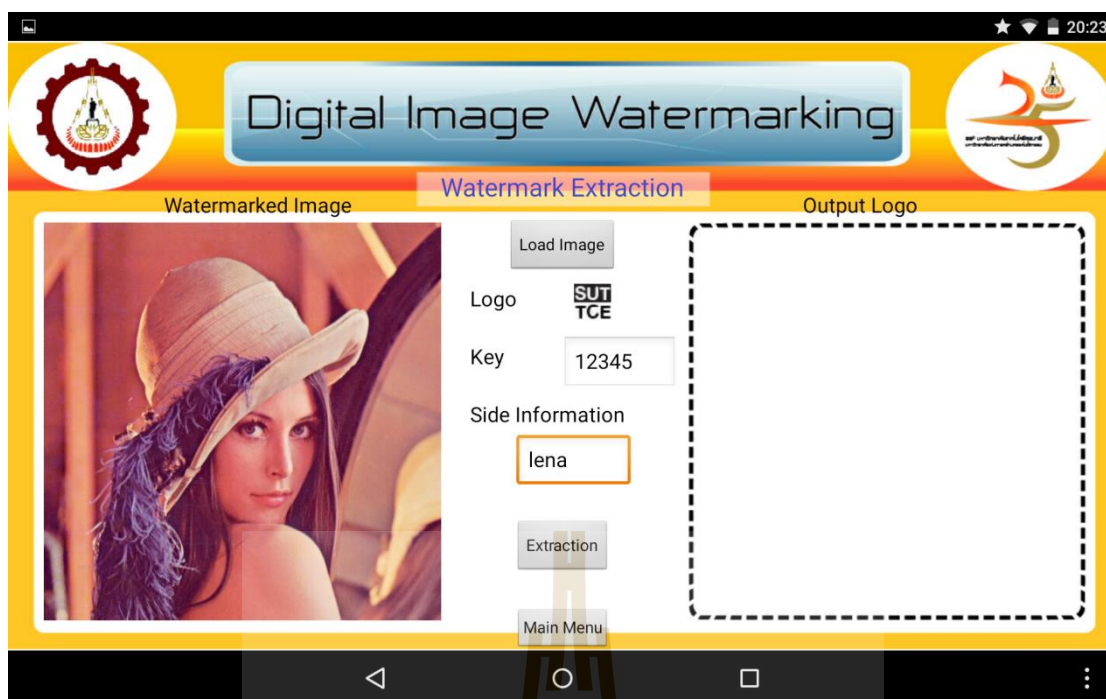 20:23
Digital Image Watermarking
Watermark Extraction
Watermarked Image
Output Logo
Load Image
Logo
SUT
TCE
Key
12345
Side Information
lena
Extraction
Main Menu